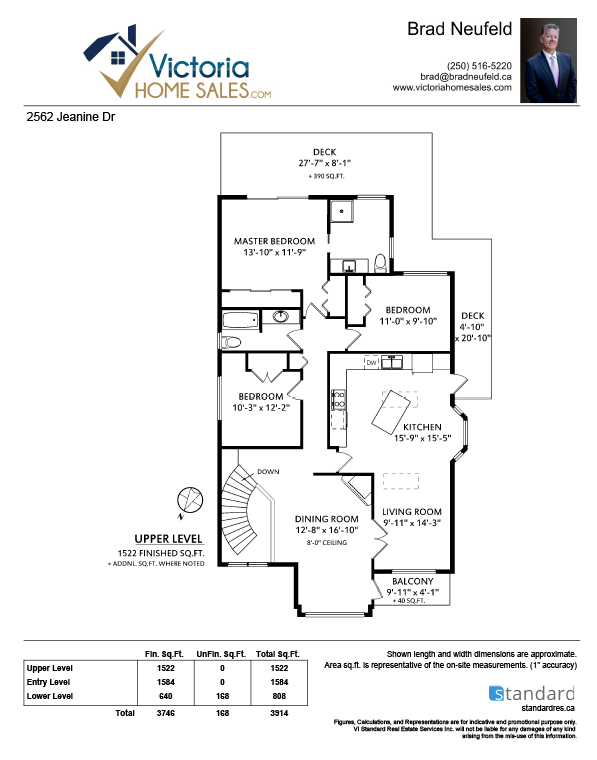 Victoria
HOME SALES.COM
Brad Neufeld
(250) 516-5220
brad@bradneufeld.ca
www.victoriahomesales.com
2562 Jeanine Dr
DECK
27'-7" x 8'-1"
+ 390 SQ.FT.
MASTER BEDROOM
13'-10" x 11'-9"
BEDROOM
11'-0" x 9'-10"
DECK
4'-10"
x 20'-10"
DW
BEDROOM
10'-3" x 12'-2"
KITCHEN
15'-9" x 15'-5"
DOWN
LIVING ROOM
9'-11" x 14'-3"
DINING ROOM
12'-8" x 16'-10"
8'-0" CEILING
N
UPPER LEVEL
1522 FINISHED SQ.FT.
+ ADDNL. SQ.FT. WHERE NOTED
BALCONY
9'-11" x 4'-1"
+ 40 SQ.FT.
Fin. Sq.Ft. UnFin. Sq.Ft. Total Sq.Ft.
Upper Level 1522 0 1522
Entry Level 1584 0 1584
Lower Level 640 168 808
Total 3746 168 3914
Shown length and width dimensions are approximate.
Area sq.ft. is representative of the on-site measurements. (1" accuracy)
standard
standardres.ca
Figures, Calculations, and Representations are for indicative and promotional purpose only.
VI Standard Real Estate Services Inc. will not be liable for any damages of any kind
arising from the mis-use of this information.